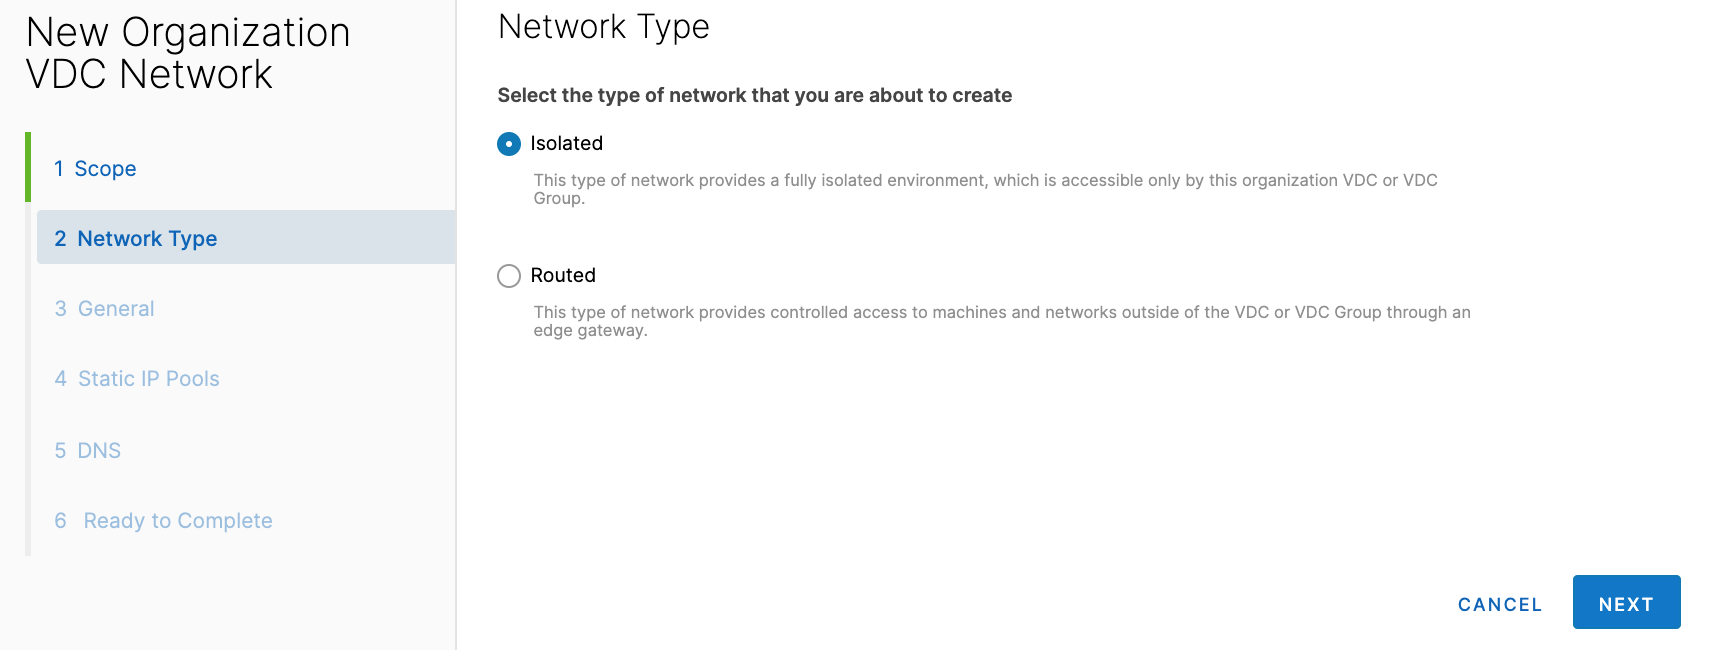 New Organization
VDC Network
1 Scope
2 Network Type
3 General
4 Static IP Pools
5 DNS
6 Ready to Complete
Network Type
Select the type of network that you are about to create
Isolated
This type of network provides a fully isolated environment, which is accessible only by this organization VDC or VDC
Group.
Routed
This type of network provides controlled access to machines and networks outside of the VDC or VDC Group through an
edge gateway.
CANCEL
NEXT